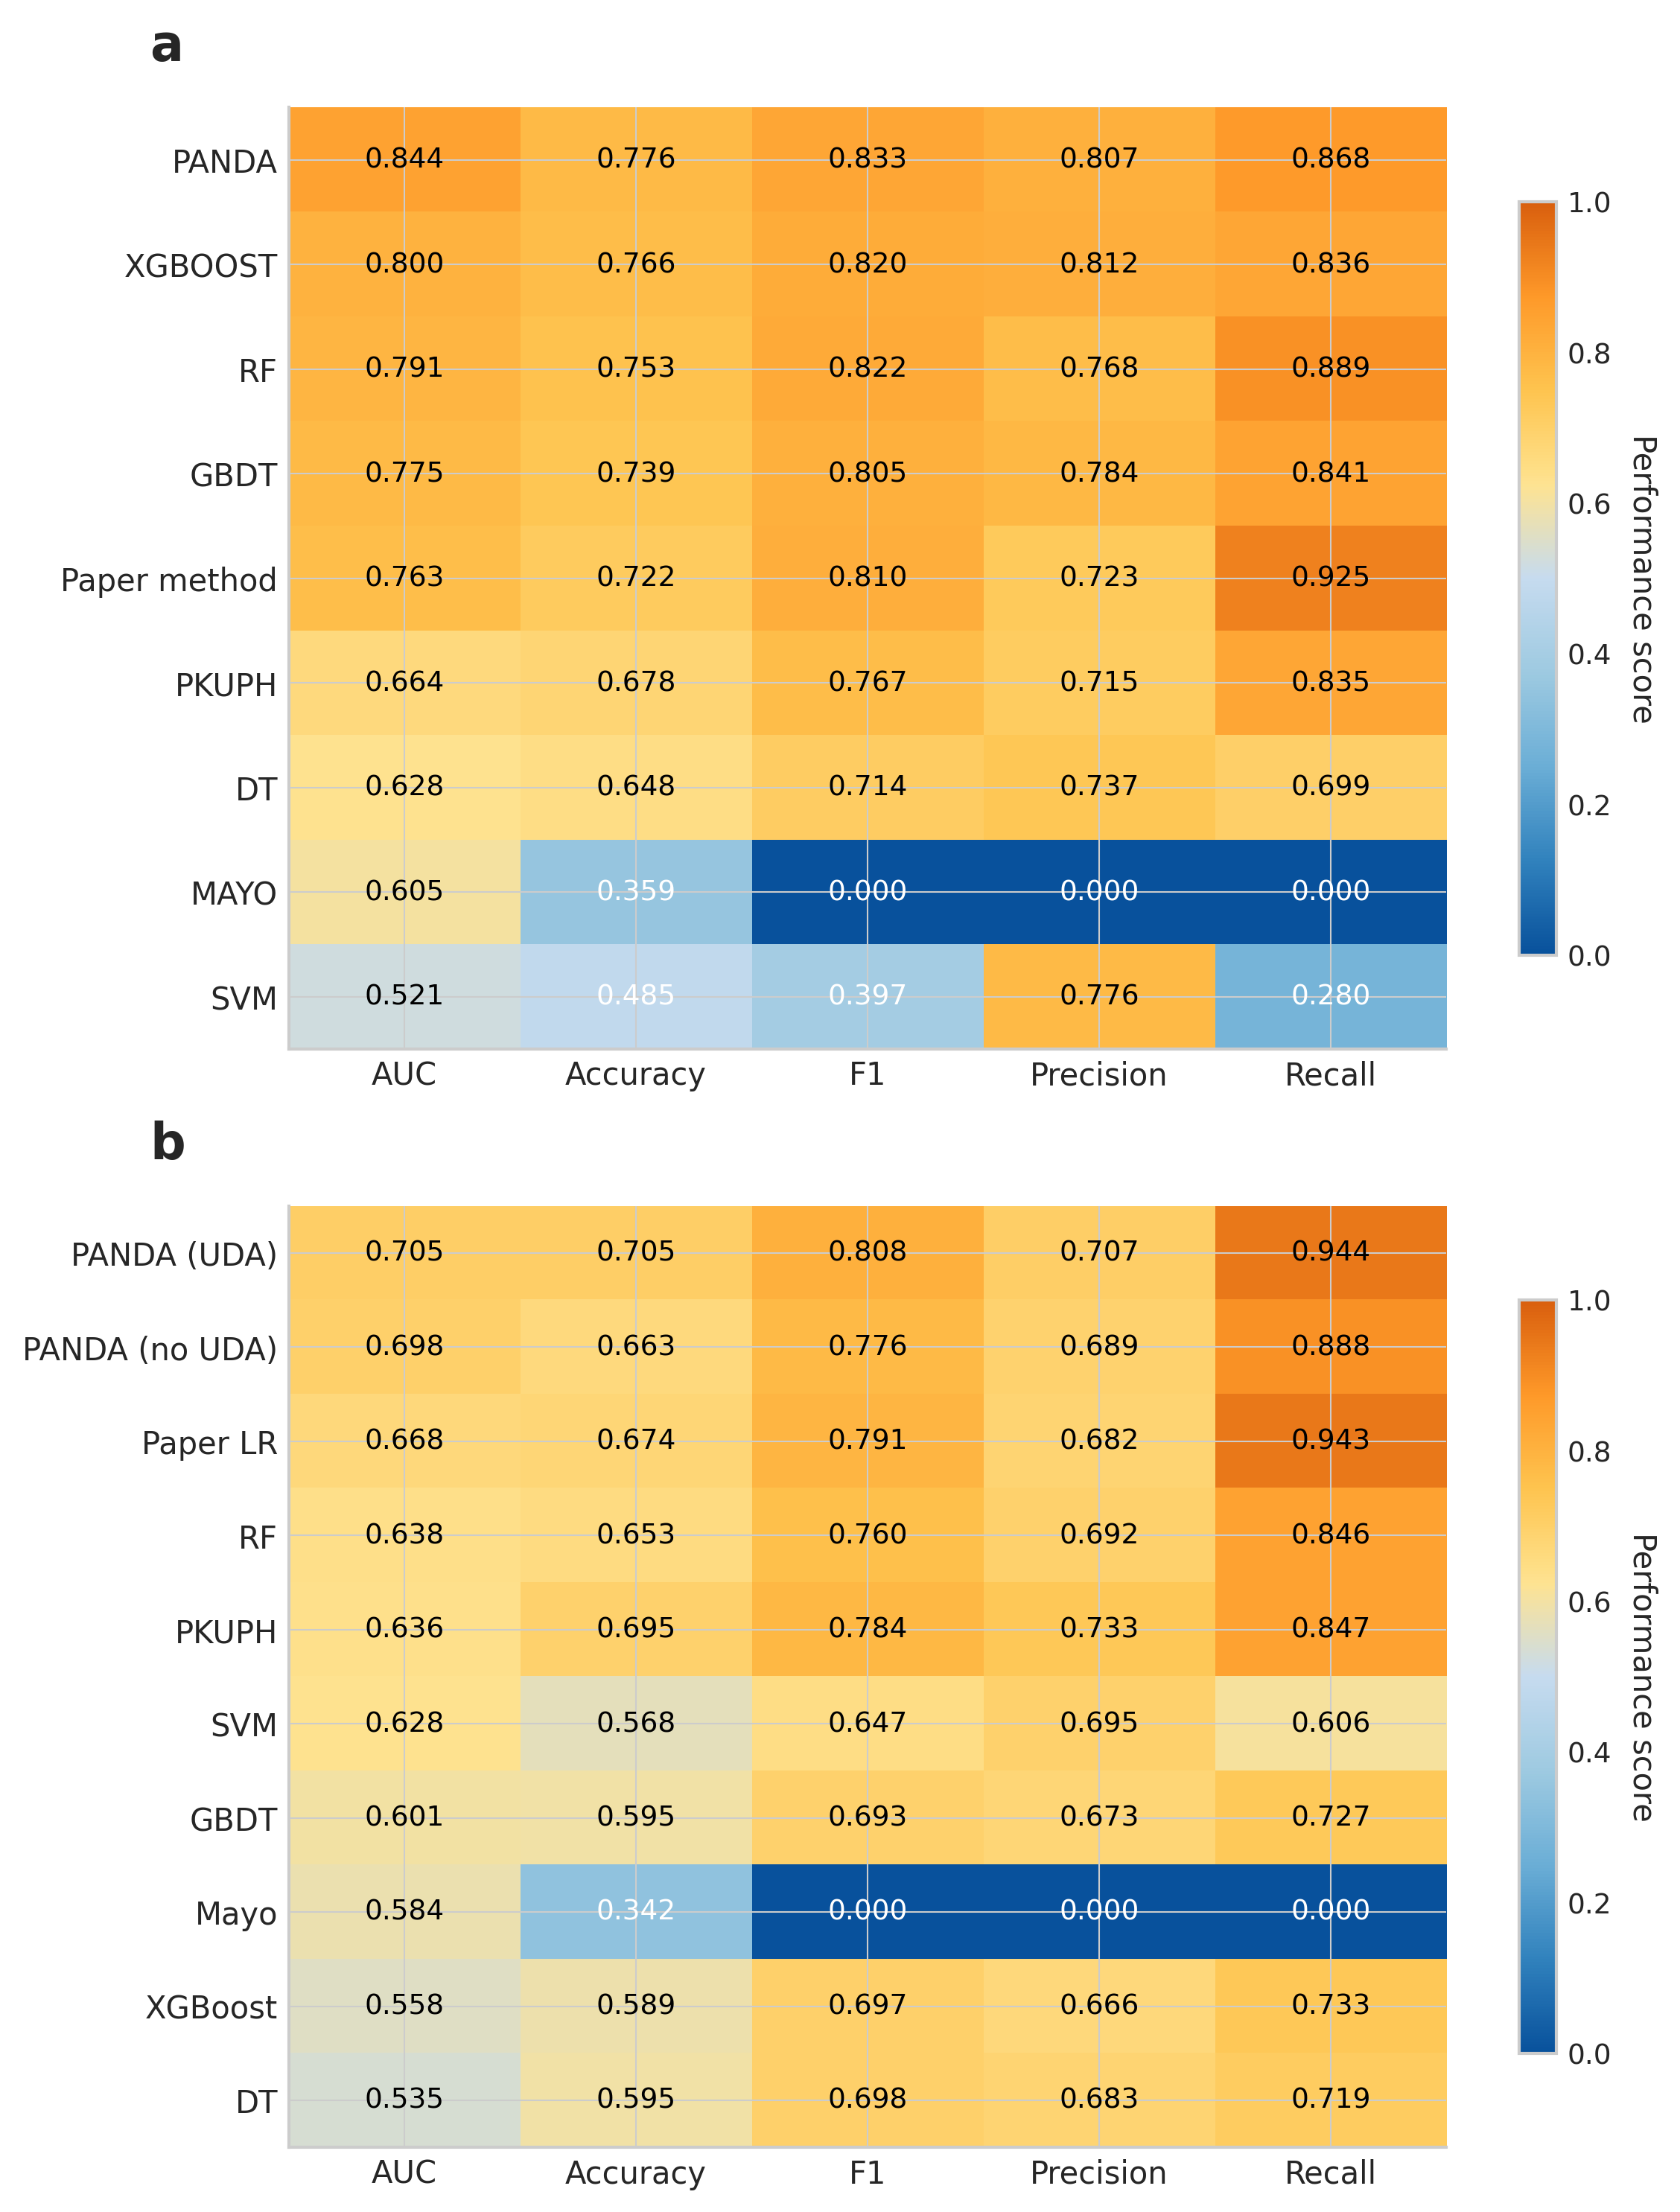 a
PANDA 0.844 0.776 0.833 0.807 0.868
XGBOOST 0.800 0.766 0.820 0.812 0.836
RF 0.791 0.753 0.822 0.768 0.889
GBDT 0.775 0.739 0.805 0.784 0.841
Paper method 0.763 0.722 0.810 0.723 0.925
PKUPH 0.664 0.678 0.767 0.715 0.835
DT 0.628 0.648 0.714 0.737 0.699
MAYO 0.605 0.359 0.000 0.000 0.000
SVM 0.521 0.485 0.397 0.776 0.280
AUC Accuracy F1 Precision Recall
1.0
0.8
0.6
0.4
0.2
0.0
Performance score
b
PANDA (UDA) 0.705 0.705 0.808 0.707 0.944
PANDA (no UDA) 0.698 0.663 0.776 0.689 0.888
Paper LR 0.668 0.674 0.791 0.682 0.943
RF 0.638 0.653 0.760 0.692 0.846
PKUPH 0.636 0.695 0.784 0.733 0.847
SVM 0.628 0.568 0.647 0.695 0.606
GBDT 0.601 0.595 0.693 0.673 0.727
Mayo 0.584 0.342 0.000 0.000 0.000
XGBoost 0.558 0.589 0.697 0.666 0.733
DT 0.535 0.595 0.698 0.683 0.719
AUC Accuracy F1 Precision Recall
1.0
0.8
0.6
0.4
0.2
0.0
Performance score